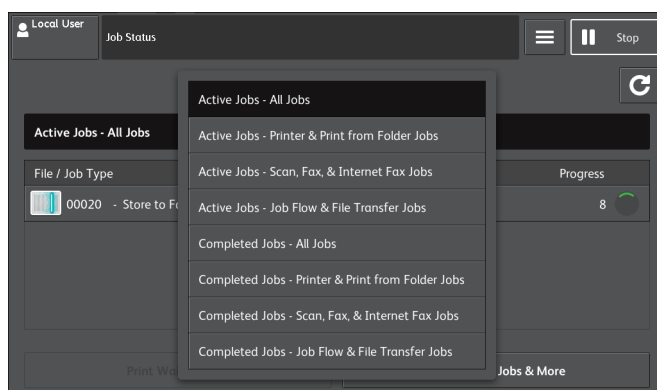 Local User
Job Status
Stop
Active Jobs - All Jobs
Active Jobs - All Jobs
Active Jobs - Printer & Print from Folder Jobs
File / Job Type
Active Jobs - Scan, Fax, & Internet Fax Jobs
Progress
00020 - Store to Fo
Active Jobs - Job Flow & File Transfer Jobs
8
Completed Jobs - All Jobs
Completed Jobs - Printer & Print from Folder Jobs
Completed Jobs - Scan, Fax, & Internet Fax Jobs
Completed Jobs - Job Flow & File Transfer Jobs
Print Wa
Jobs & More